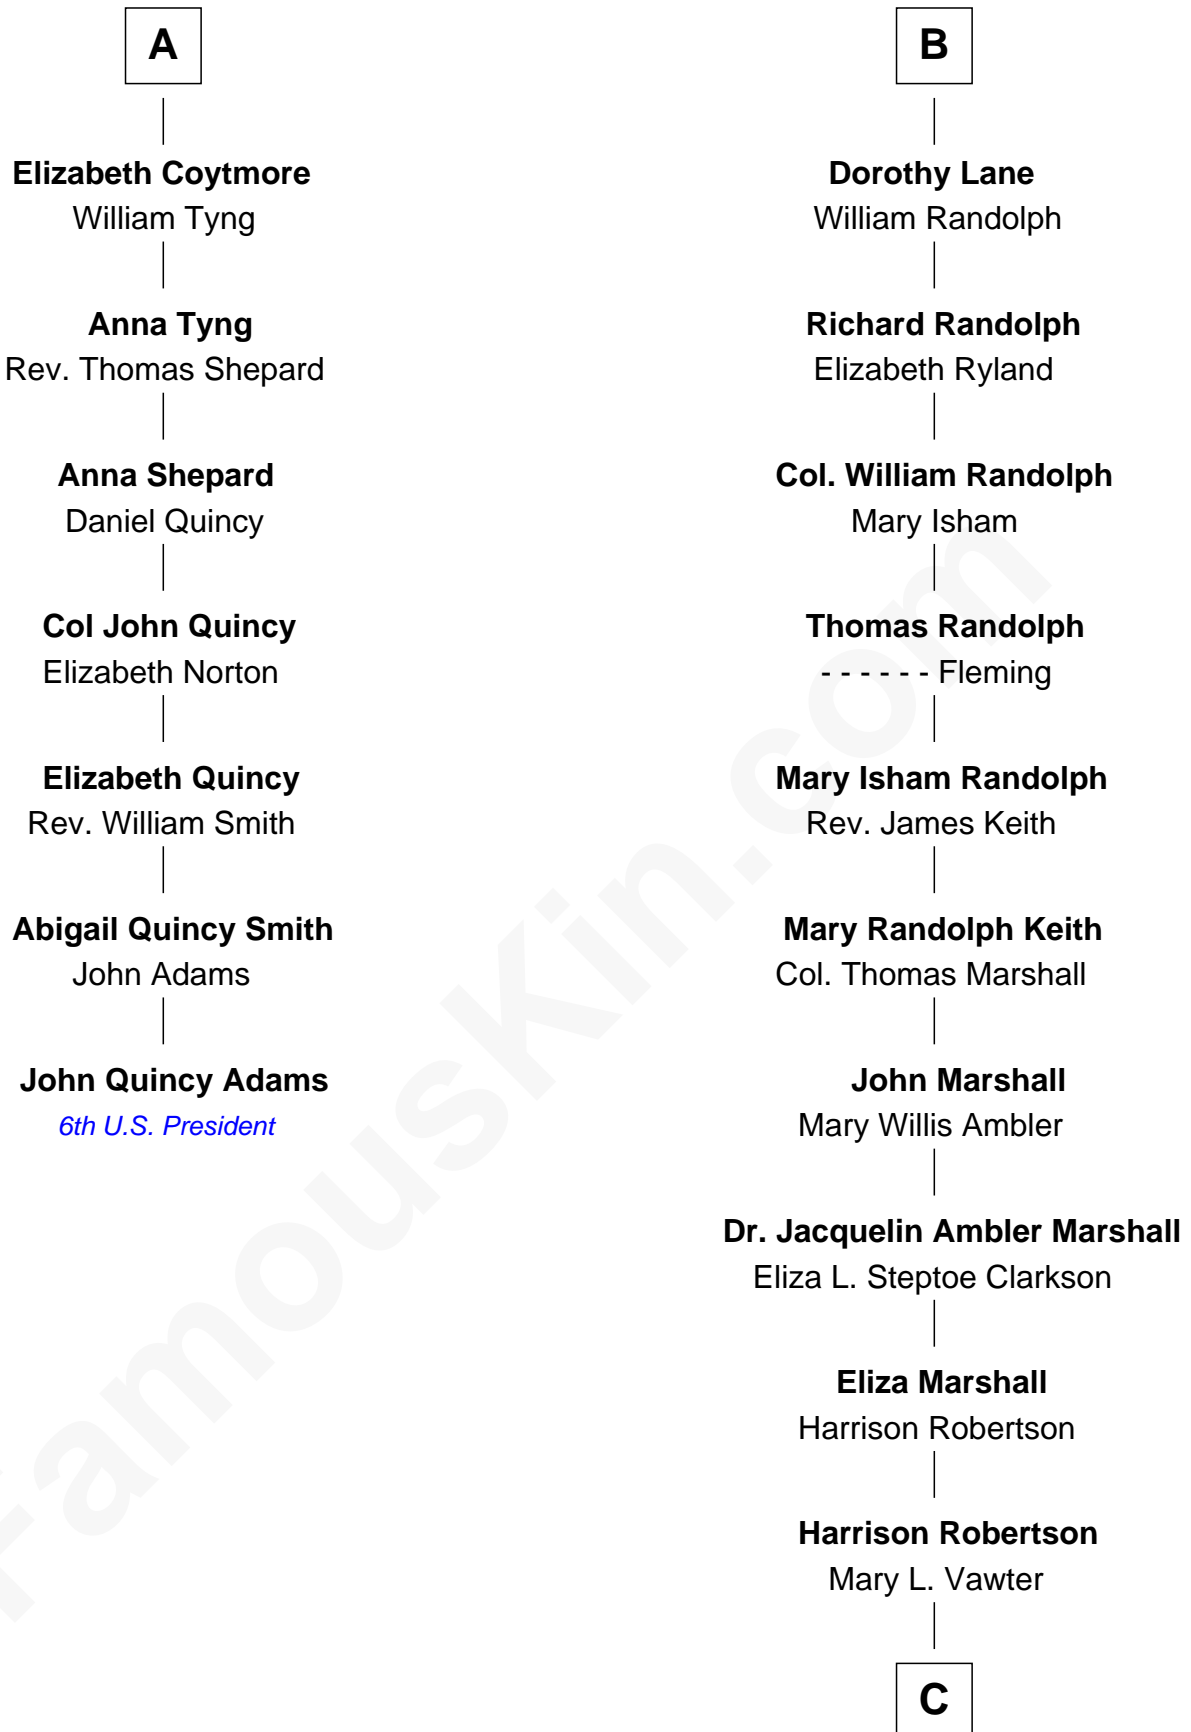 A
Elizabeth Coytmore
William Tyng
Anna Tyng
Rev. Thomas Shepard
Anna Shepard
Daniel Quincy
Col John Quincy
Elizabeth Norton
Elizabeth Quincy
Rev. William Smith
Abigail Quincy Smith
John Adams
John Quincy Adams
6th U.S. President
B
Dorothy Lane
William Randolph
Richard Randolph
Elizabeth Ryland
Col. William Randolph
Mary Isham
Thomas Randolph
- - - - - - Fleming
Mary Isham Randolph
Rev. James Keith
Mary Randolph Keith
Col. Thomas Marshall
John Marshall
Mary Willis Ambler
Dr. Jacquelin Ambler Marshall
Eliza L. Steptoe Clarkson
Eliza Marshall
Harrison Robertson
Harrison Robertson
Mary L. Vawter
C
FamousKin.com